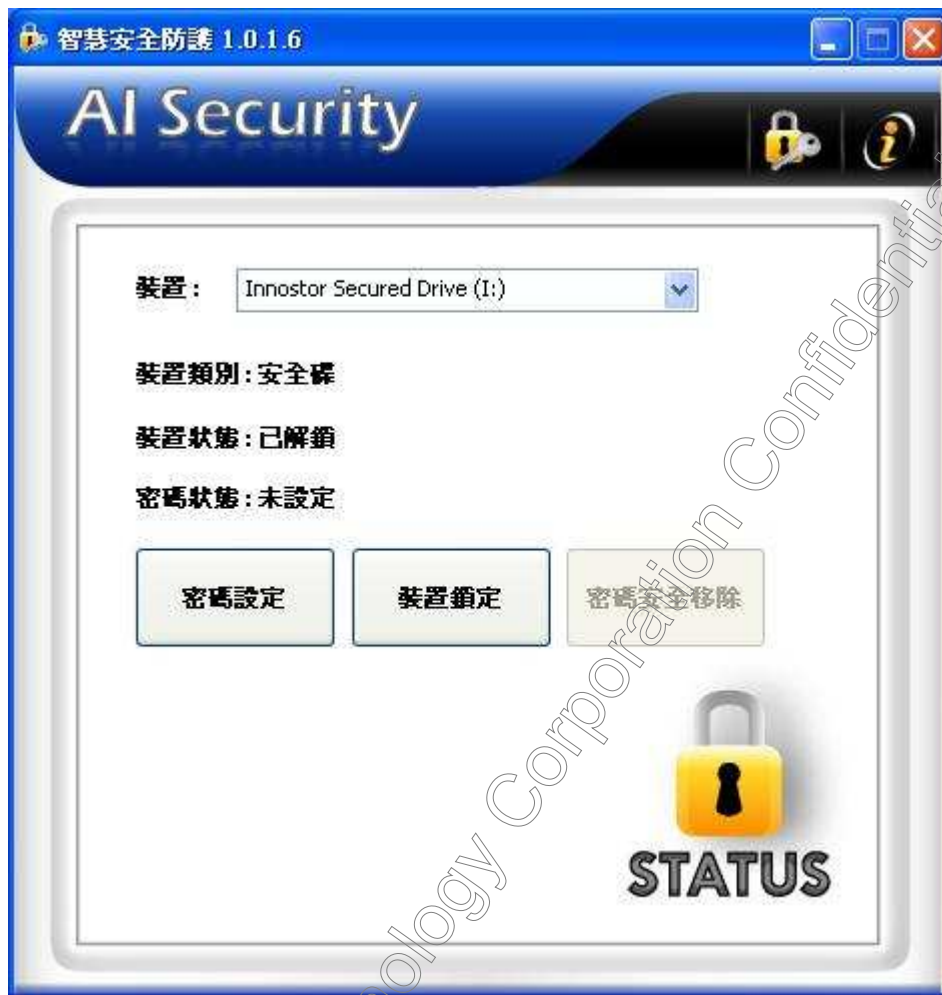 智慧安全防護 1.0.1.6
AI Security
裝置: Innostor Secured Drive (I:)
裝置類別:安全碟
裝置狀態:已解鎖
密碼狀態:未設定
密碼設定 裝置鎖定 密碼安全移除
STATUS
ology Corporation Confidentia